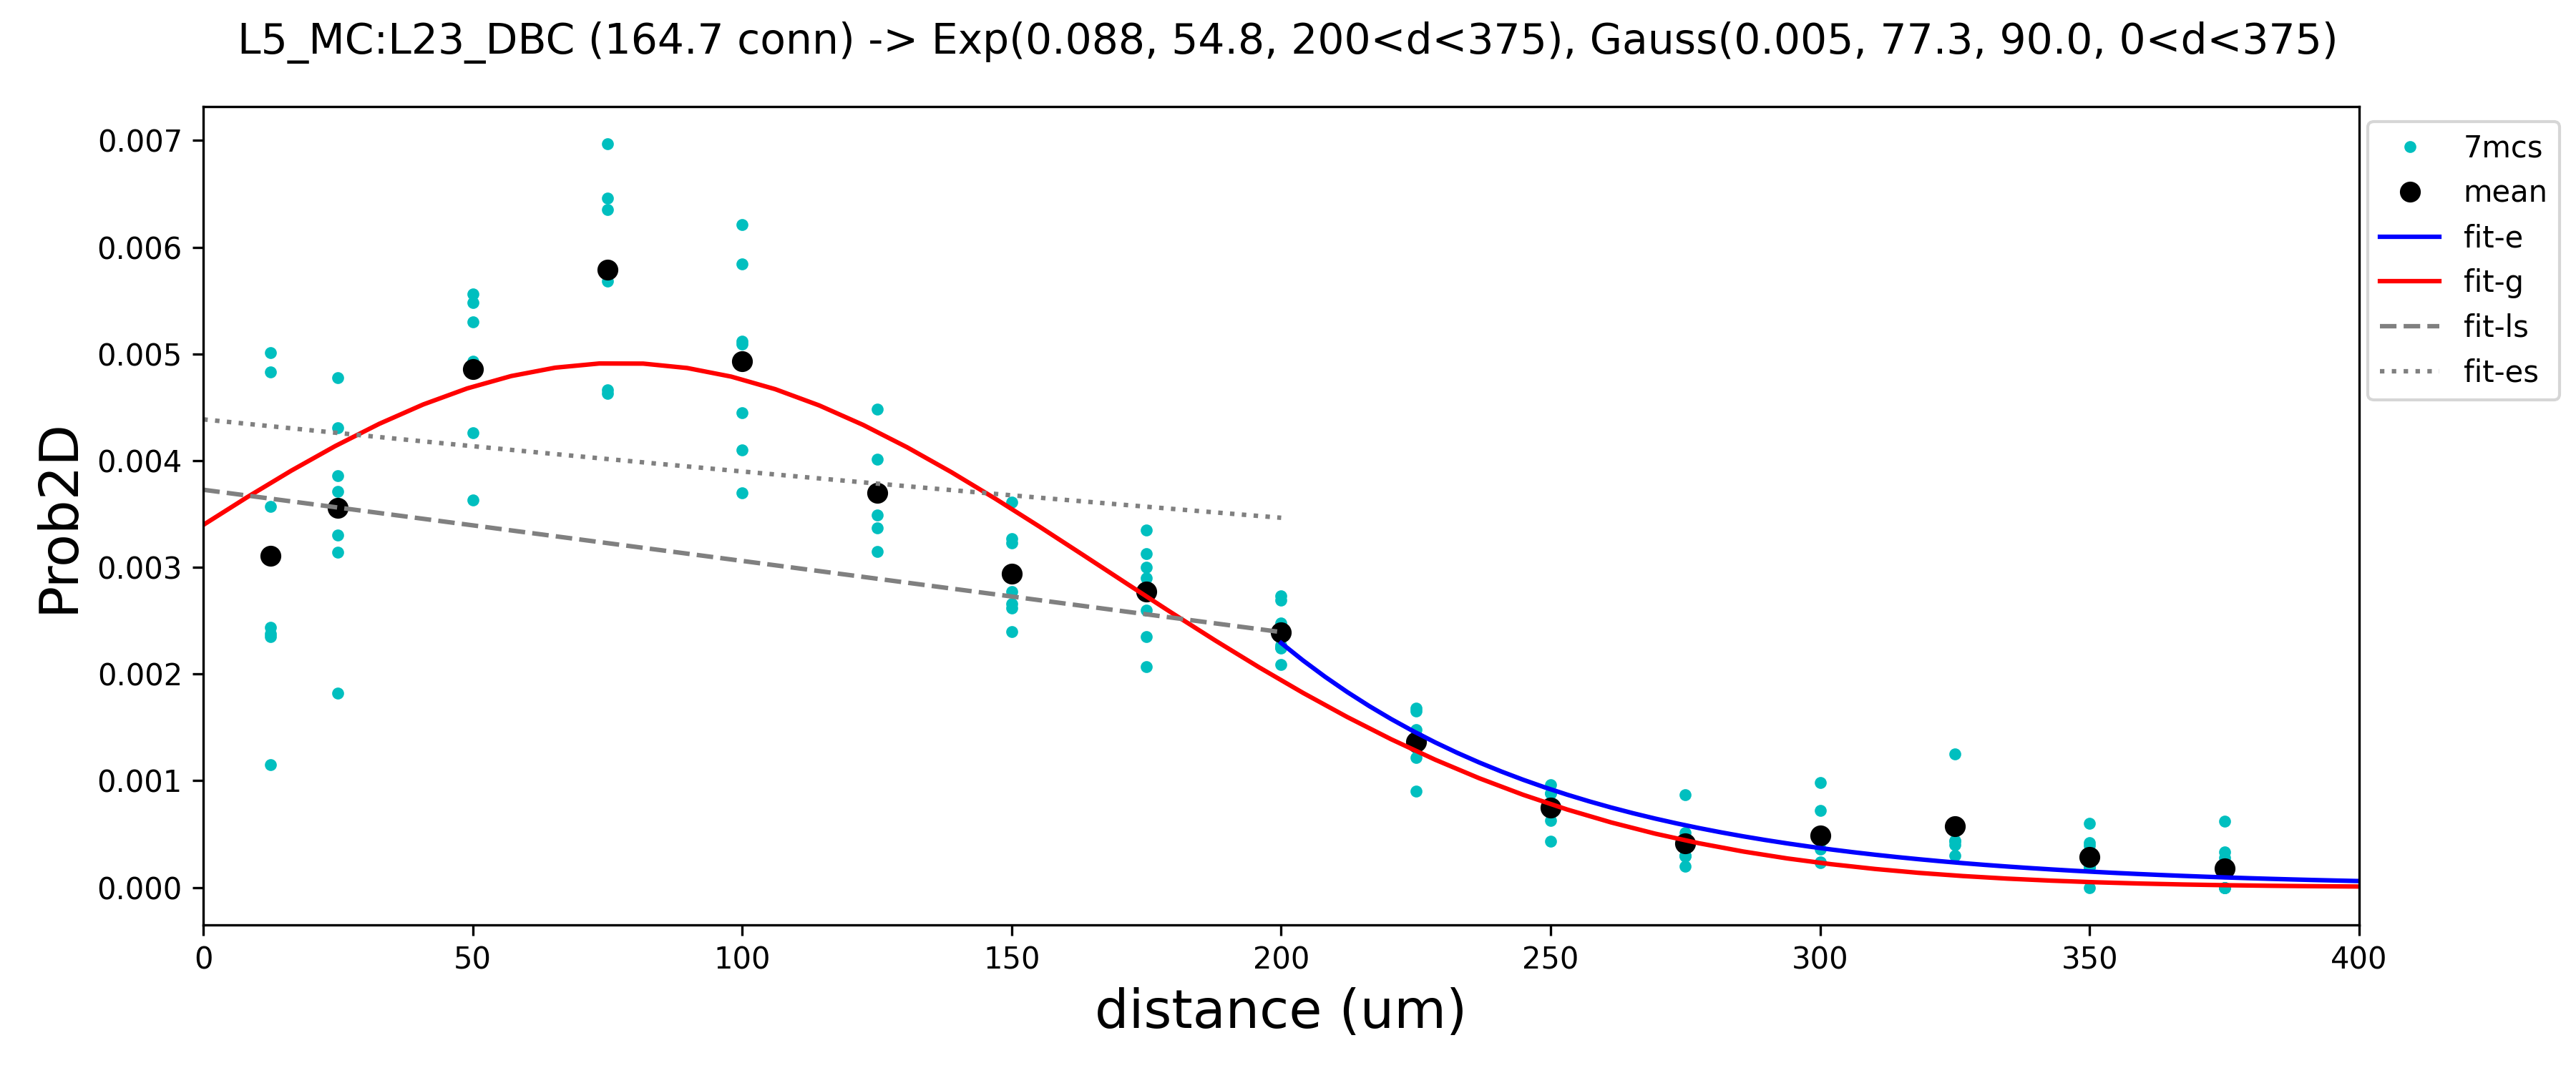 L5_MC:L23_DBC (164.7 conn) -> Exp(0.088, 54.8, 200<d<375), Gauss(0.005, 77.3, 90.0, 0<d<375)
Prob2D
0.007
0.006
0.005
0.004
0.003
0.002
0.001
0.000
0 50 100 150 200 250 300 350 400
distance (um)
7mcs
mean
fit-e
fit-g
fit-ls
fit-es